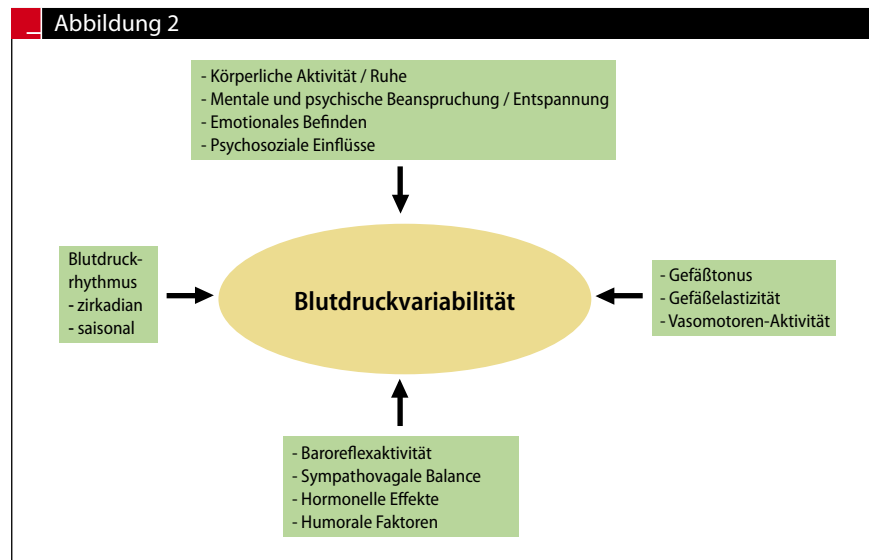 Abbildung 2
- Körperliche Aktivität / Ruhe
- Mentale und psychische Beanspruchung / Entspannung
- Emotionales Befinden
- Psychosoziale Einflüsse
Blutdruck-
rhythmus
- zirkadian
- saisonal
Blutdruckvariabilität
- Gefäßtonus
- Gefäßelastizität
- Vasomotoren-Aktivität
- Baroreflexaktivität
- Sympathovagale Balance
- Hormonelle Effekte
- Humorale Faktoren